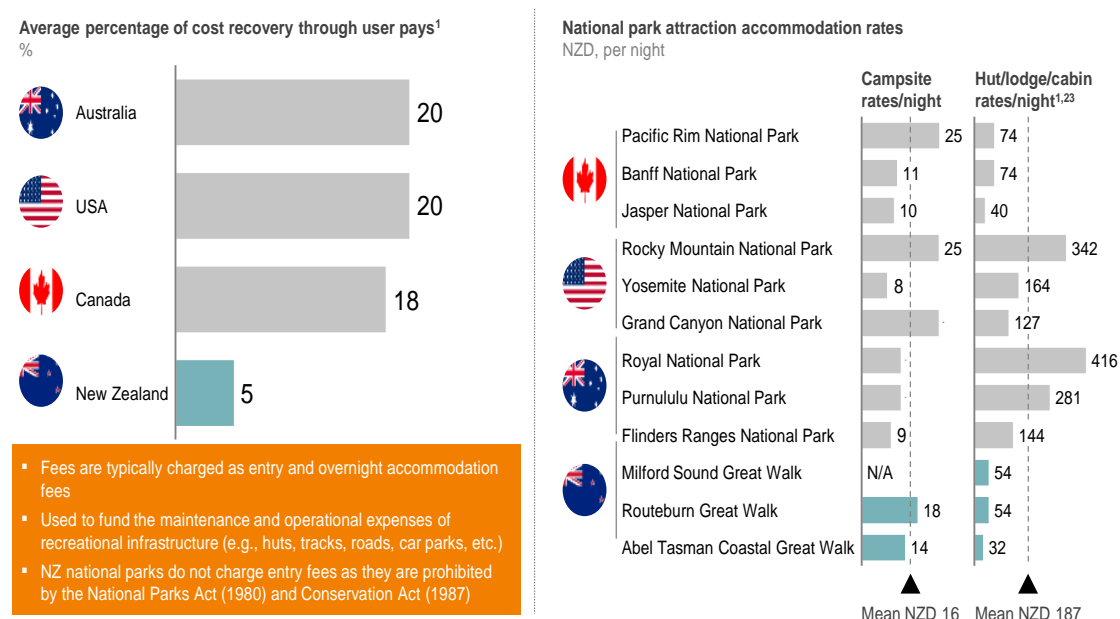 Average percentage of cost recovery through user pays1
%
Australia
20
USA
20
Canada
18
New Zealand
5
▪ Fees are typically charged as entry and overnight accommodation
fees
▪ Used to fund the maintenance and operational expenses of
recreational infrastructure (e.g., huts, tracks, roads, car parks, etc.)
▪ NZ national parks do not charge entry fees as they are prohibited
by the National Parks Act (1980) and Conservation Act (1987)
National park attraction accommodation rates
NZD, per night
Campsite
rates/night
Hut/lodge/cabin
rates/night1,23
Pacific Rim National Park 25 74
Banff National Park 11 74
Jasper National Park 10 40
Rocky Mountain National Park 25 342
Yosemite National Park 8 164
Grand Canyon National Park 127
Royal National Park 416
Purnululu National Park 281
Flinders Ranges National Park 9 144
Milford Sound Great Walk N/A 54
Routeburn Great Walk 18 54
Abel Tasman Coastal Great Walk 14 32
Mean NZD 16 Mean NZD 187